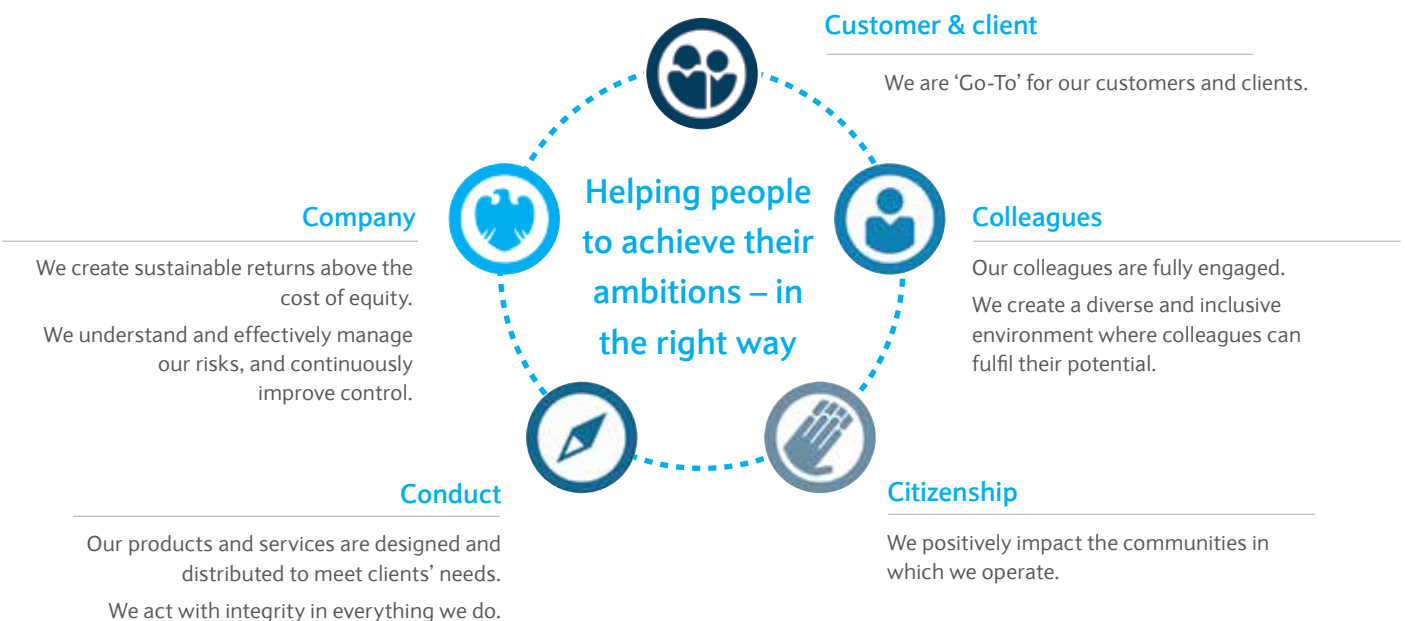 Customer & client
We are ‘Go-To’ for our customers and clients.
Helping people
to achieve their
ambitions – in
the right way
Company
We create sustainable returns above the
cost of equity.
We understand and effectively manage
our risks, and continuously
improve control.
Colleagues
Our colleagues are fully engaged.
We create a diverse and inclusive
environment where colleagues can
fulfil their potential.
Conduct
Our products and services are designed and
distributed to meet clients’ needs.
We act with integrity in everything we do.
Citizenship
We positively impact the communities in
which we operate.